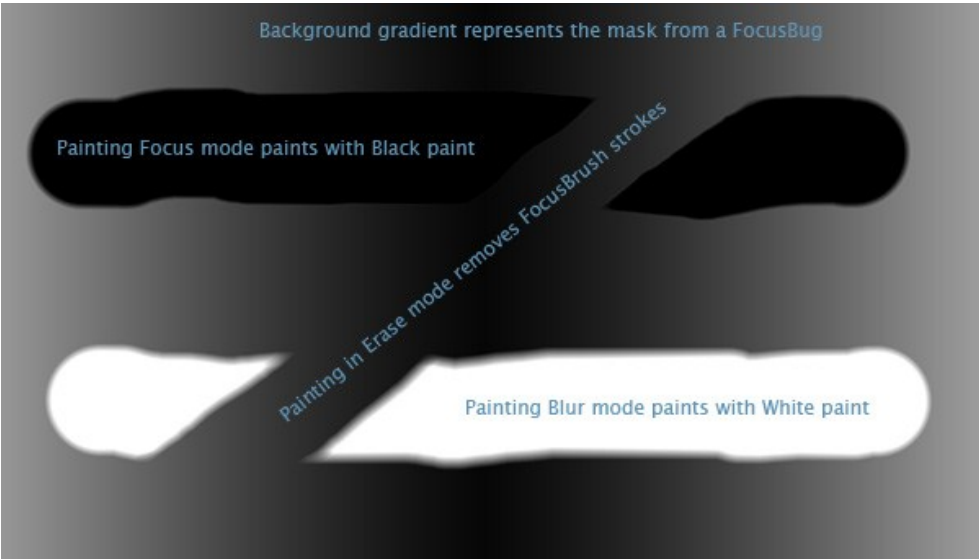 Background gradient represents the mask from a FocusBug
Painting Focus mode paints with Black paint
Painting in Erase mode removes FocusBrush strokes
Painting Blur mode paints with White paint